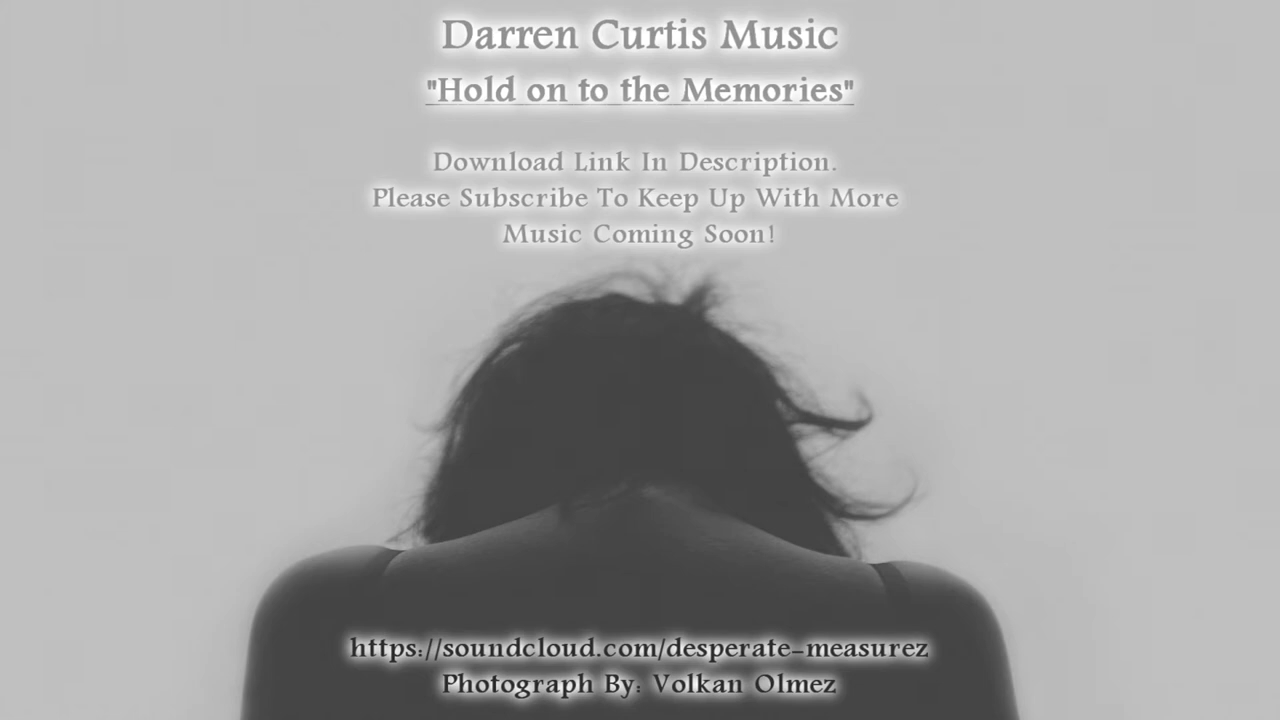 Darren Curtis Music
"Hold on to the Memories"
Download Link In Description.
Please Subscribe To Keep Up With More
Music Coming Soon!
https://soundcloud.com/desperate-measurez
Photograph By: Volkan Olmez